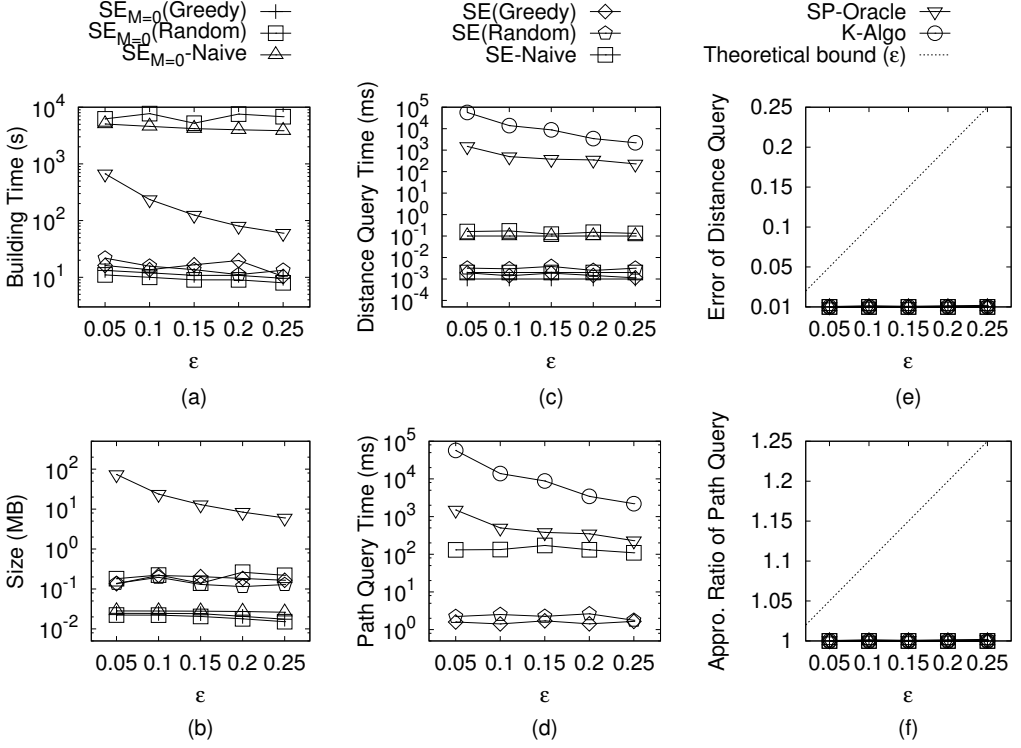 SE_{M=0}(Greedy)
SE_{M=0}(Random)
SE_{M=0}-Naive
SE(Greedy)
SE(Random)
SE-Naive
SP-Oracle
K-Algo
Theoretical bound (ε)
Building Time (s)
10^4
10^3
10^2
10^1
0.05 0.1 0.15 0.2 0.25
ε
(a)
Distance Query Time (ms)
10^5
10^4
10^3
10^2
10^1
10^0
10^-1
10^-2
10^-3
10^-4
0.05 0.1 0.15 0.2 0.25
ε
(c)
Error of Distance Query
0.25
0.2
0.15
0.1
0.05
0.01
0.05 0.1 0.15 0.2 0.25
ε
(e)
Size (MB)
10^2
10^1
10^0
10^-1
10^-2
0.05 0.1 0.15 0.2 0.25
ε
(b)
Path Query Time (ms)
10^5
10^4
10^3
10^2
10^1
10^0
0.05 0.1 0.15 0.2 0.25
ε
(d)
Appro. Ratio of Path Query
1.25
1.2
1.15
1.1
1.05
1
0.05 0.1 0.15 0.2 0.25
ε
(f)